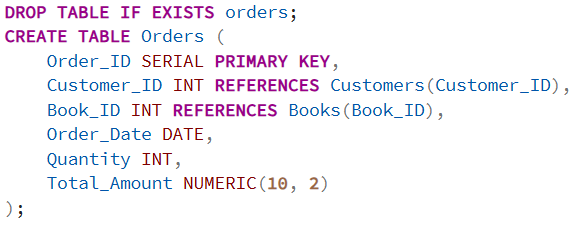 DROP TABLE IF EXISTS orders;
CREATE TABLE Orders (
    Order_ID SERIAL PRIMARY KEY,
    Customer_ID INT REFERENCES Customers(Customer_ID),
    Book_ID INT REFERENCES Books(Book_ID),
    Order_Date DATE,
    Quantity INT,
    Total_Amount NUMERIC(10, 2)
);